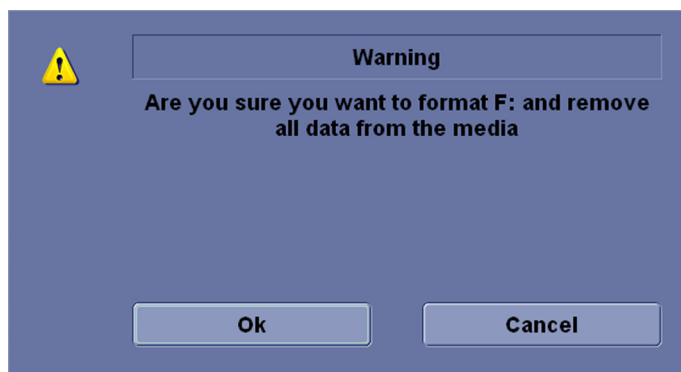 Warning
Are you sure you want to format F: and remove
all data from the media
Ok
Cancel